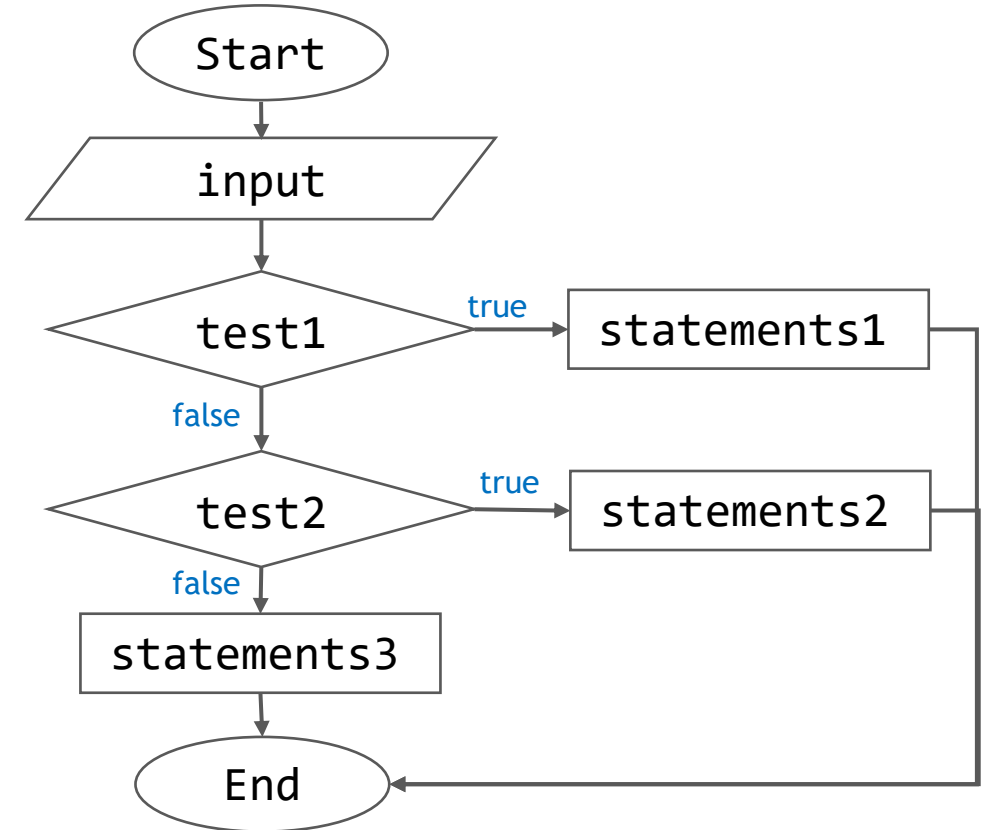 Start
input
test1
true
statements1
false
test2
true
statements2
false
statements3
End